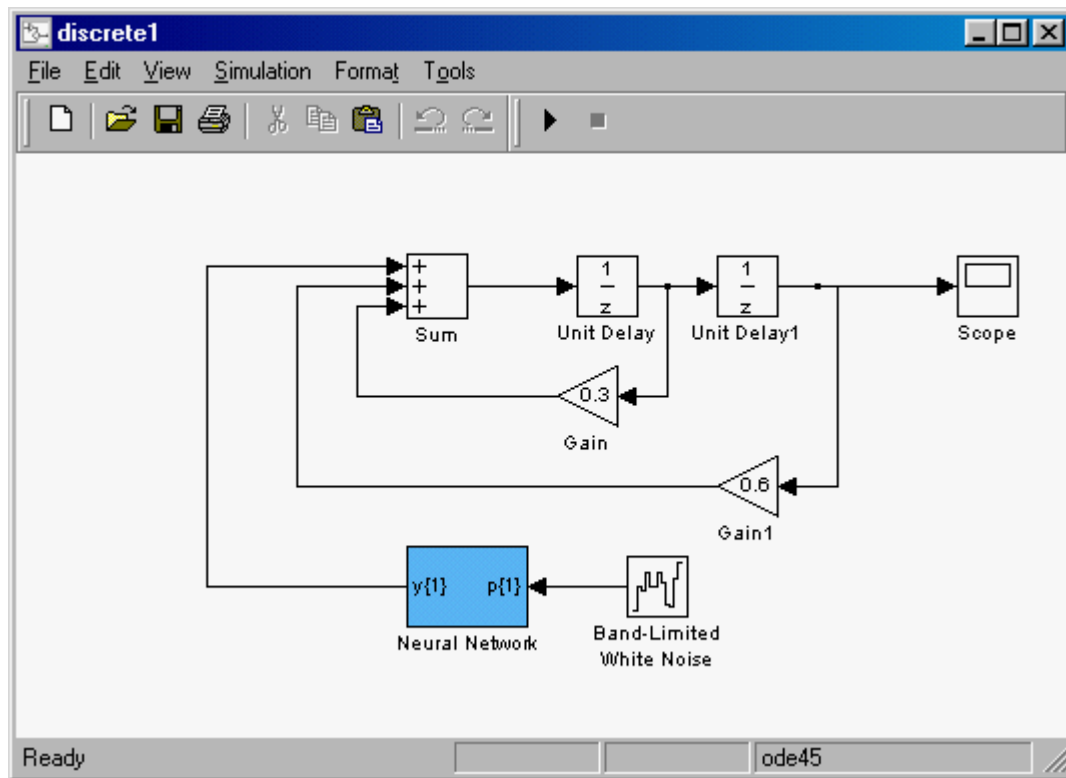 discrete1
File Edit View Simulation Format Tools
+
+
+
Sum
1
z
Unit Delay
1
z
Unit Delay1
Scope
0.3
Gain
0.6
Gain1
y{1} p{1}
Neural Network
Band-Limited
White Noise
Ready
ode45